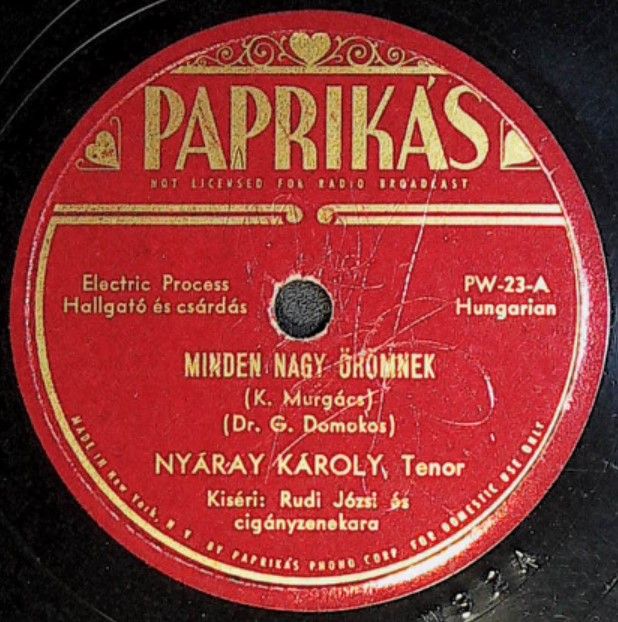 PAPRIKÁS
NOT LICENSED FOR RADIO BROADCAST
Electric Process
Hallgató és csárdás
PW-23-A
Hungarian
MINDEN NAGY ÖRÖMNEK
(K. Murgács)
(Dr. G. Domokos)
NYÁRAY KÁROLY, Tenor
Kiséri: Rudi Józsi és
cigányzenekara
MADE IN New York, N Y BY PAPRIKÁS PHONO CORP FOR DOMESTIC USE ONLY